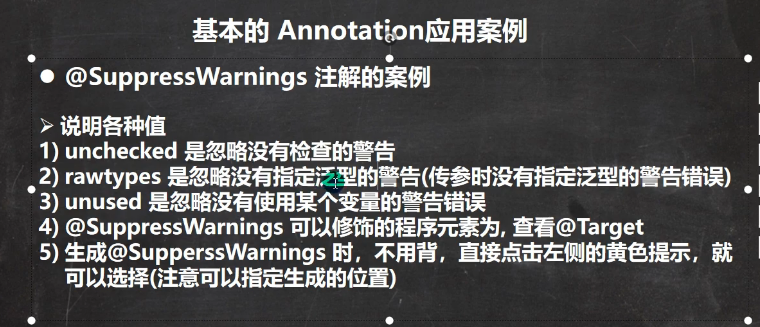 基本的 Annotation应用案例
● @SuppressWarnings 注解的案例
➢ 说明各种值
1) unchecked 是忽略没有检查的警告
2) rawtypes 是忽略没有指定泛型的警告(传参时没有指定泛型的警告错误)
3) unused 是忽略没有使用某个变量的警告错误
4) @SuppressWarnings 可以修饰的程序元素为, 查看@Target
5) 生成@SupperssWarnings 时，不用背，直接点击左侧的黄色提示，就
可以选择(注意可以指定生成的位置)